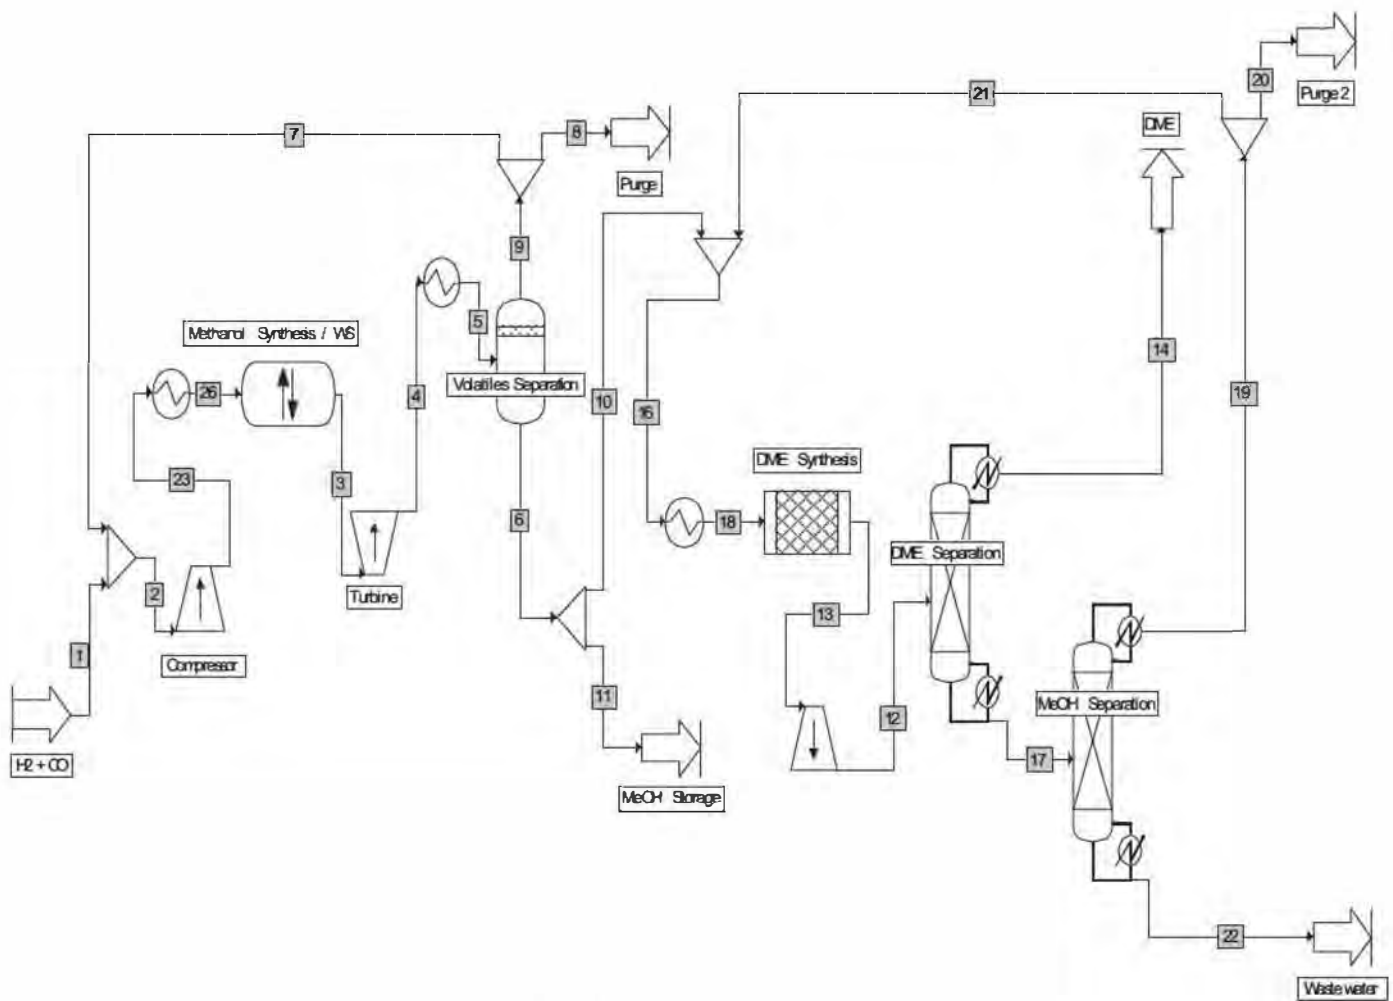 20
21
Purge 2
DME
7
8
Purge
9
Methanol Synthesis / WS
5
14
Volatiles Separation
26
4
10
19
16
DME Synthesis
23
3
6
18
DME Separation
2
Turbine
13
1
Compressor
11
12
MeOH Separation
17
H2 + CO
MeOH Storage
22
Waste water